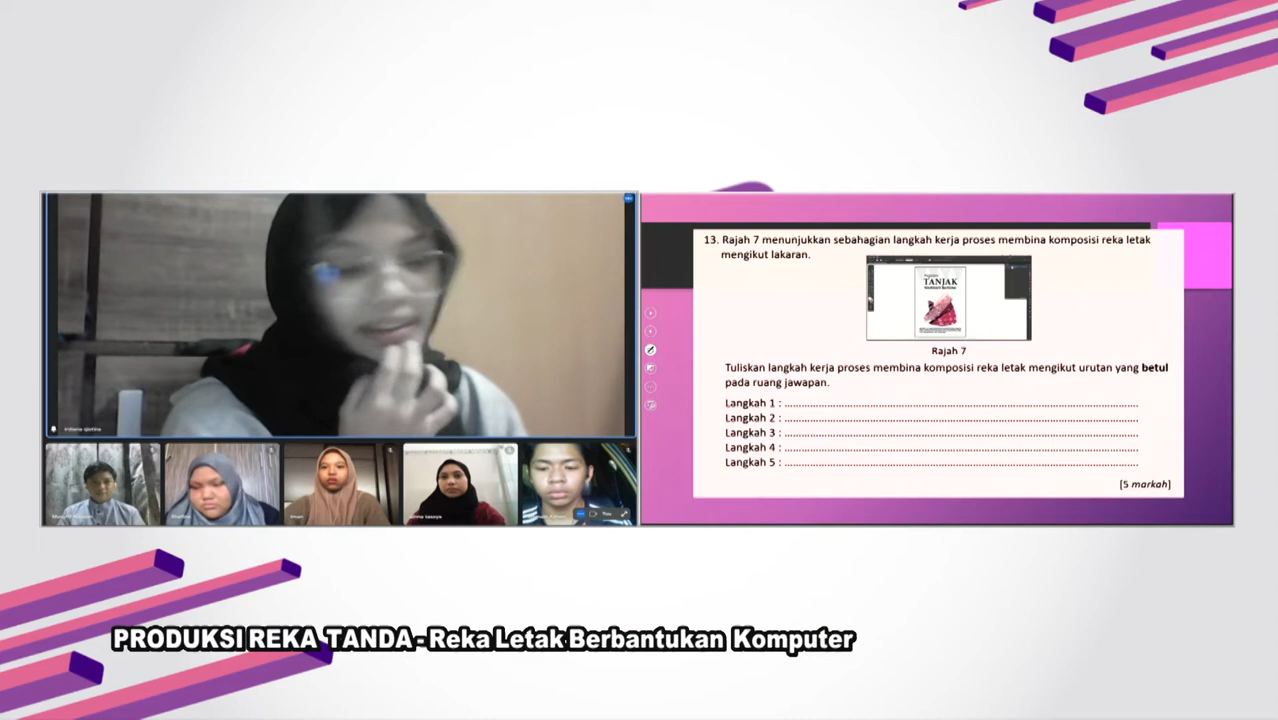 13. Rajah 7 menunjukkan sebahagian langkah kerja proses membina komposisi reka letak
mengikut lakaran.
TANJAK
Rajah 7
Tuliskan langkah kerja proses membina komposisi reka letak mengikut urutan yang betul
pada ruang jawapan.
Langkah 1 : ........................................................................
Langkah 2 : ........................................................................
Langkah 3 : ........................................................................
Langkah 4 : ........................................................................
Langkah 5 : ........................................................................
[5 markah]
You
PRODUKSI REKA TANDA - Reka Letak Berbantukan Komputer